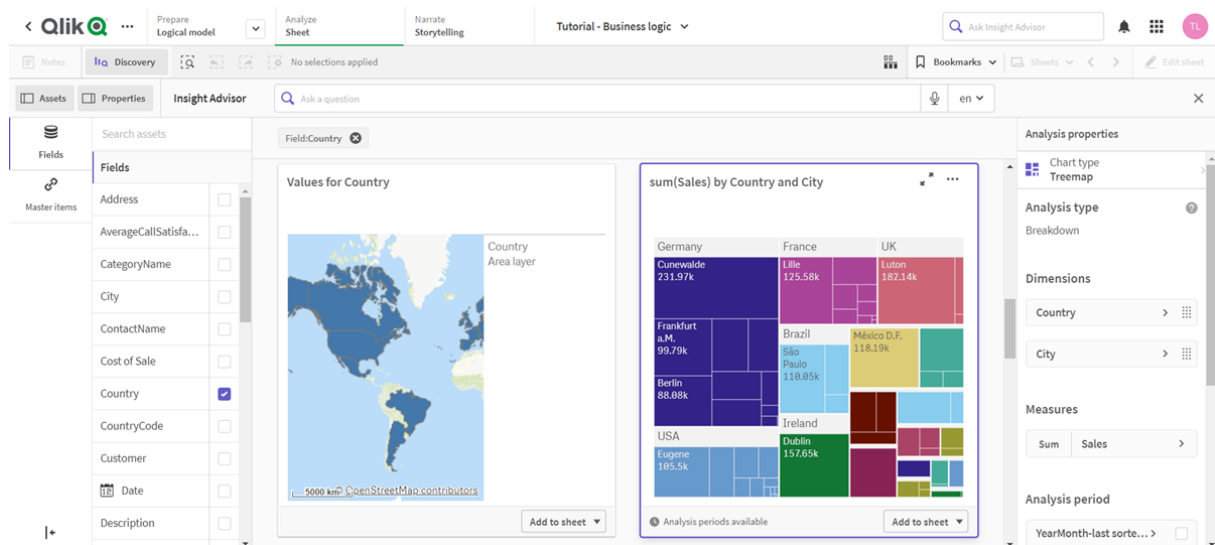 Qlik
Prepare
Logical model
Analyze
Sheet
Narrate
Storytelling
Tutorial - Business logic
Ask Insight Advisor
TL
Notes
Discovery
No selections applied
Bookmarks
Sheets
Edit sheet
Assets
Properties
Insight Advisor
Ask a question
en
Fields
Master items
Search assets
Fields
Address
AverageCallSatisfa...
CategoryName
City
ContactName
Cost of Sale
Country
CountryCode
Customer
Date
Description
Field:Country
Values for Country
Country
Area layer
5000 km
© OpenStreetMap contributors
Add to sheet
sum(Sales) by Country and City
Germany
Cunewalde
231.97k
Frankfurt
a.M.
99.79k
Berlin
88.08k
USA
Eugene
105.5k
France
Lille
125.58k
UK
Luton
182.14k
Brazil
São
Paulo
110.05k
México D.F.
118.19k
Ireland
Dublin
157.65k
Analysis periods available
Add to sheet
Analysis properties
Chart type
Treemap
Analysis type
Breakdown
Dimensions
Country
City
Measures
Sum
Sales
Analysis period
YearMonth-last sorte...